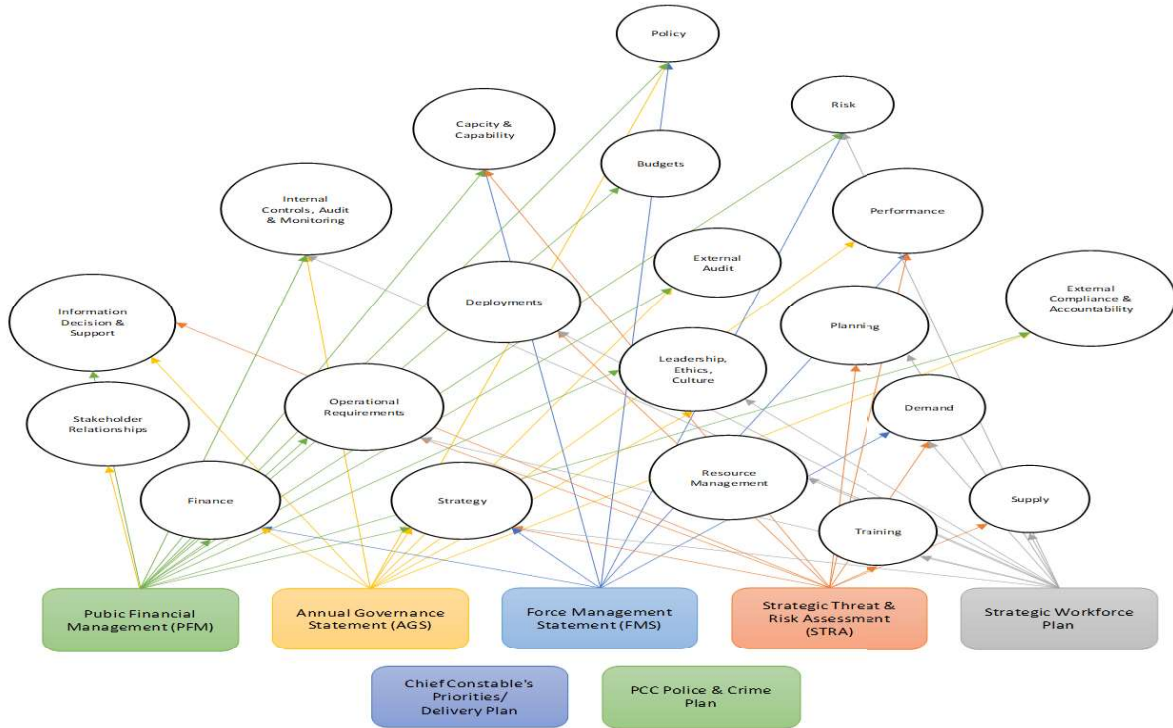 Policy
Risk
Capcity &
Capability
Budgets
Internal
Controls, Audit
& Monitoring
Performance
External
Audit
External
Compliance &
Accountability
Deployments
Information
Decision &
Support
Planning
Leadership,
Ethics,
Culture
Operational
Requirements
Demand
Stakeholder
Relationships
Resource
Management
Finance
Strategy
Supply
Training
Pubic Financial
Management (PFM)
Annual Governance
Statement (AGS)
Force Management
Statement (FMS)
Strategic Threat &
Risk Assessment
(STRA)
Strategic Workforce
Plan
Chief Constable's
Priorities/
Delivery Plan
PCC Police & Crime
Plan